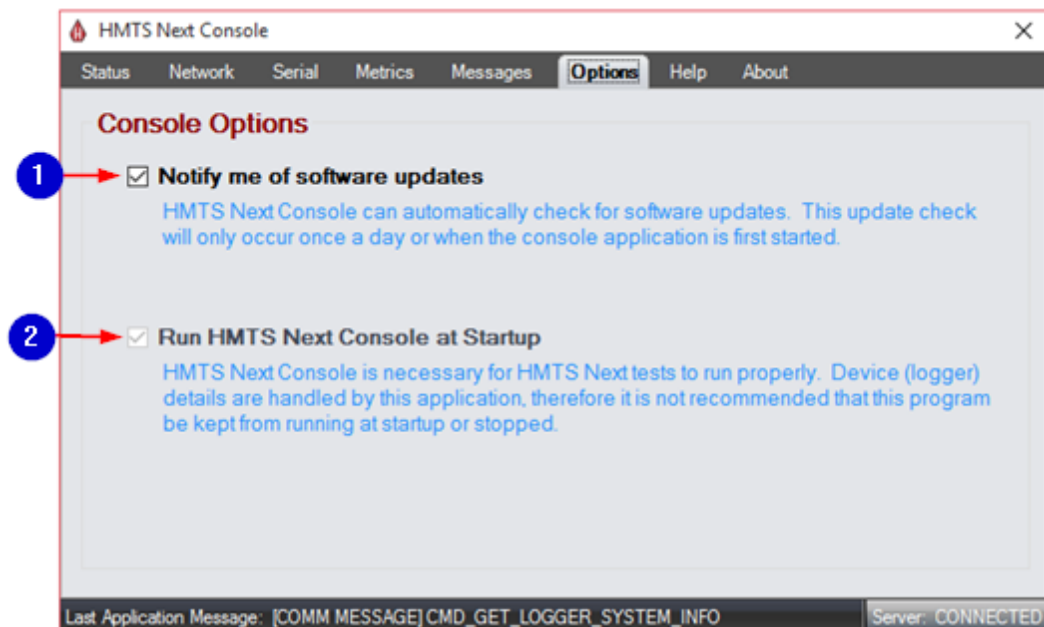 HMTS Next Console
Status Network Serial Metrics Messages Options Help About
Console Options
1
Notify me of software updates
HMTS Next Console can automatically check for software updates. This update check
will only occur once a day or when the console application is first started.
2
Run HMTS Next Console at Startup
HMTS Next Console is necessary for HMTS Next tests to run properly. Device (logger)
details are handled by this application, therefore it is not recommended that this program
be kept from running at startup or stopped.
Last Application Message: [COMM MESSAGE] CMD_GET_LOGGER_SYSTEM_INFO Server: CONNECTED